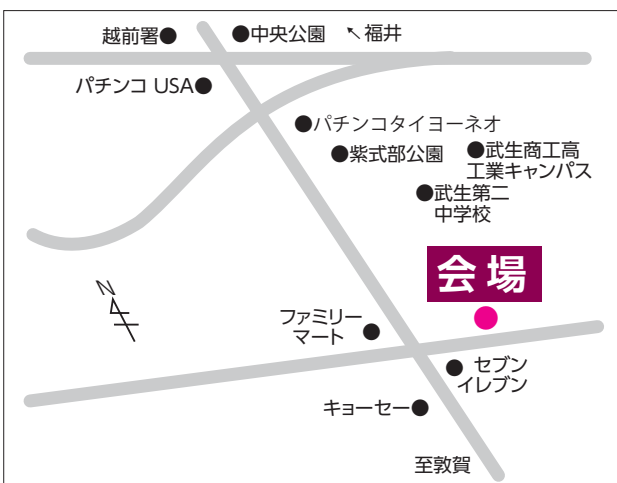 越前署●
●中央公園
↖福井
パチンコ USA●
●パチンコタイヨーネオ
●紫式部公園
●武生商工高
工業キャンパス
●武生第二
中学校
会場
N
ファミリー
マート
セブン
イレブン
キョーセー●
至敦賀